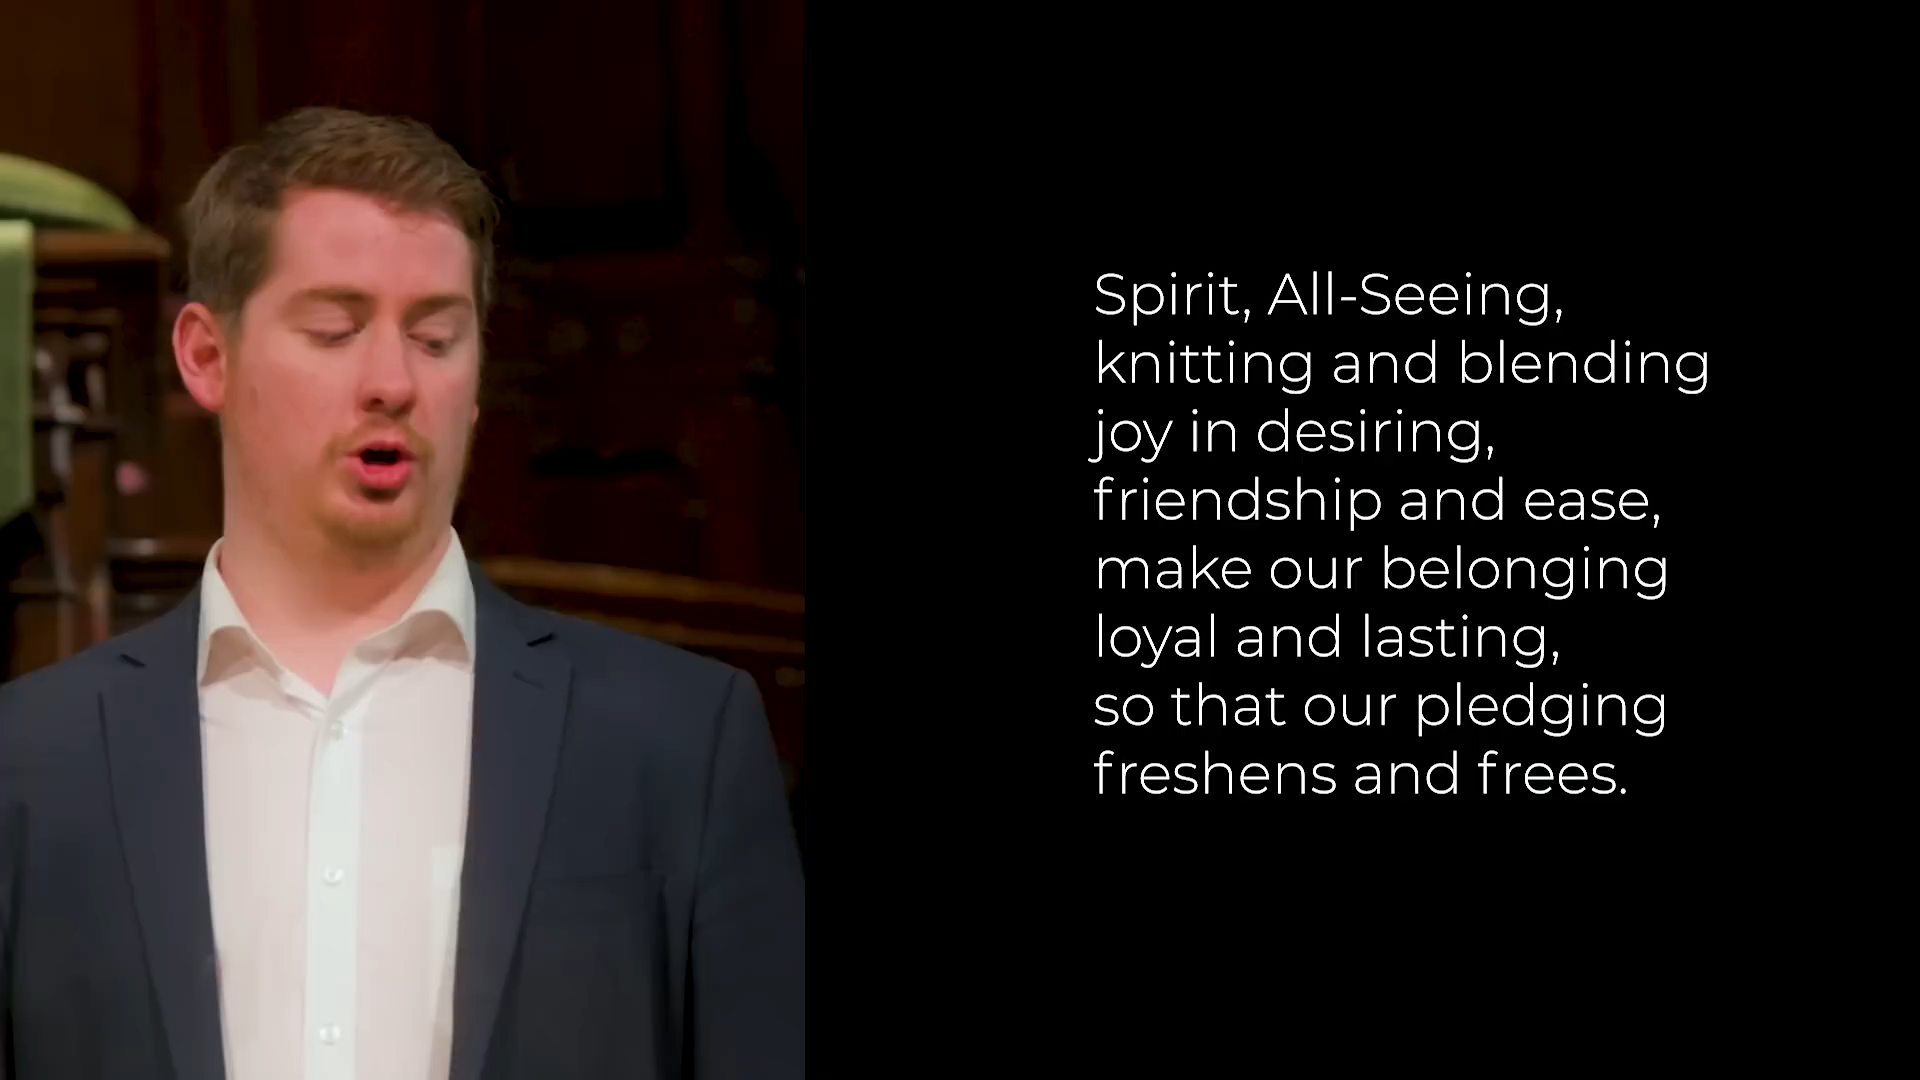 Spirit, All-Seeing,
knitting and blending
joy in desiring,
friendship and ease,
make our belonging
loyal and lasting,
so that our pledging
freshens and frees.